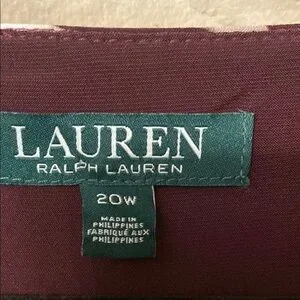 LAUREN
RALPH LAUREN
20W
MADE IN
PHILIPPINES
FABRIQUÉ AUX
PHILIPPINES